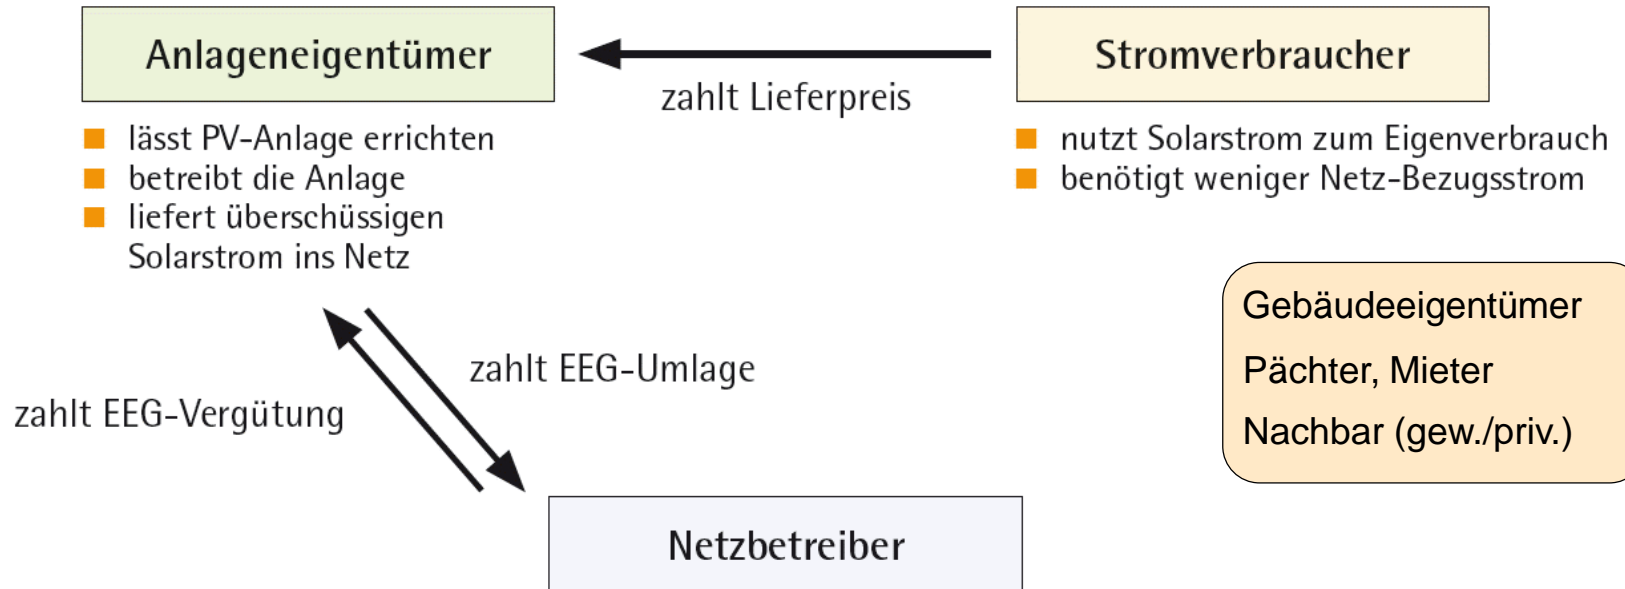 Anlageneigentümer
Stromverbraucher
zahlt Lieferpreis
lässt PV-Anlage errichten
betreibt die Anlage
liefert überschüssigen
Solarstrom ins Netz
nutzt Solarstrom zum Eigenverbrauch
benötigt weniger Netz-Bezugsstrom
Gebäudeeigentümer
Pächter, Mieter
Nachbar (gew./priv.)
zahlt EEG-Umlage
zahlt EEG-Vergütung
Netzbetreiber